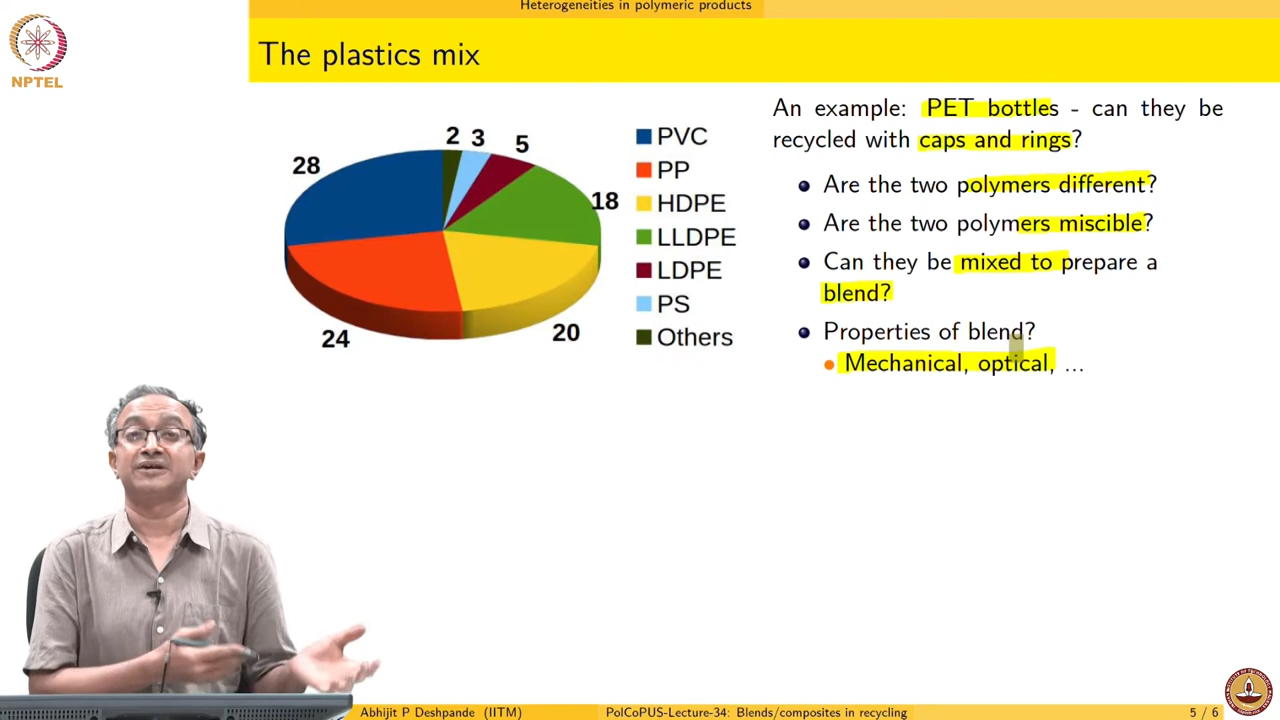 Heterogeneities in polymeric products
NPTEL
The plastics mix
An example: PET bottles - can they be
recycled with caps and rings?
Are the two polymers different?
Are the two polymers miscible?
Can they be mixed to prepare a
blend?
Properties of blend?
Mechanical, optical, ...
2 3 5
28
18
24
20
PVC
PP
HDPE
LLDPE
LDPE
PS
Others
Abhijit P Deshpande (IITM)
PolCoPUS-Lecture-34: Blends/composites in recycling
5 / 6